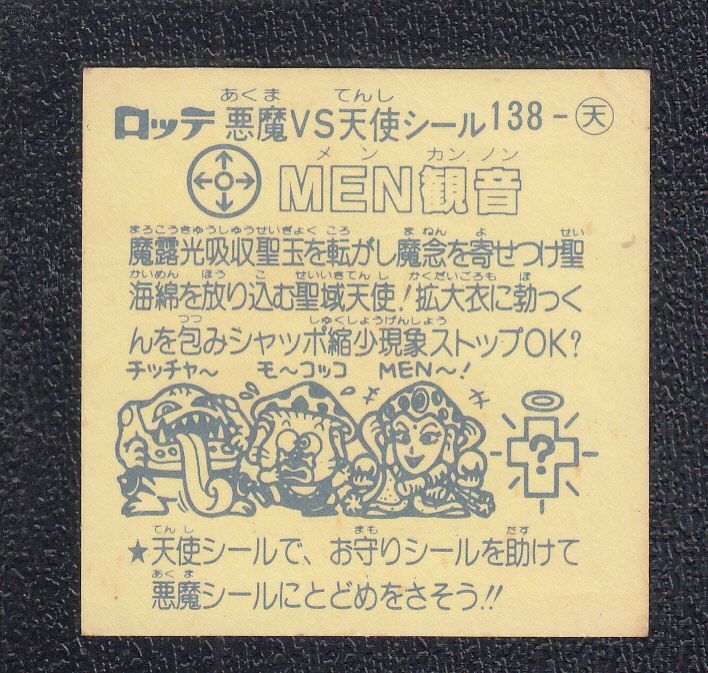 あくま てんし
ロッテ 悪魔VS天使シール 138-天
メン カンノン
MEN観音
まろこうきゅうしゅうせいぎょく ころ まねん よ せい
魔露光吸収聖玉を転がし魔念を寄せつけ聖
かいめん ほう こ せいいきてんし かくだいごろも ぼ
海綿を放り込む聖域天使!拡大衣に勃つっく
つつ しゅくしょうげんしょう
んを包みシャッポ縮少現象ストップOK?
チッチャ〜 モ〜コッコ MEN〜!
?
てんし まも たす
★天使シールで、お守りシールを助けて
あくま
悪魔シールにとどめをさそう!!